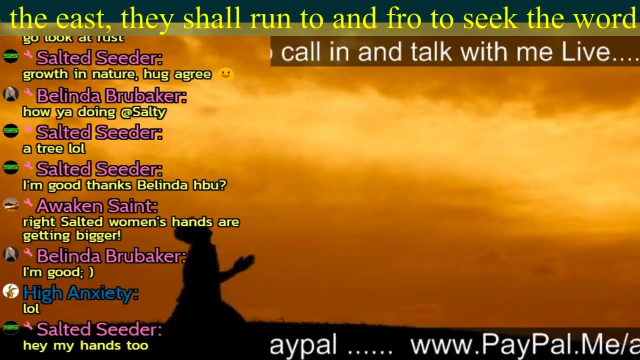 the east, they shall run to and fro to seek the word
go look at rust
call in and talk with me Live....
Salted Seeder:
growth in nature, hug agree
Belinda Brubaker:
how ya doing @Salty
Salted Seeder:
a tree lol
Salted Seeder:
I'm good thanks Belinda hbu?
Awaken Saint:
right Salted women's hands are
getting bigger!
Belinda Brubaker:
I'm good; )
High Anxiety:
lol
Salted Seeder:
hey my hands too
aypal ...... www.PayPal.Me/a